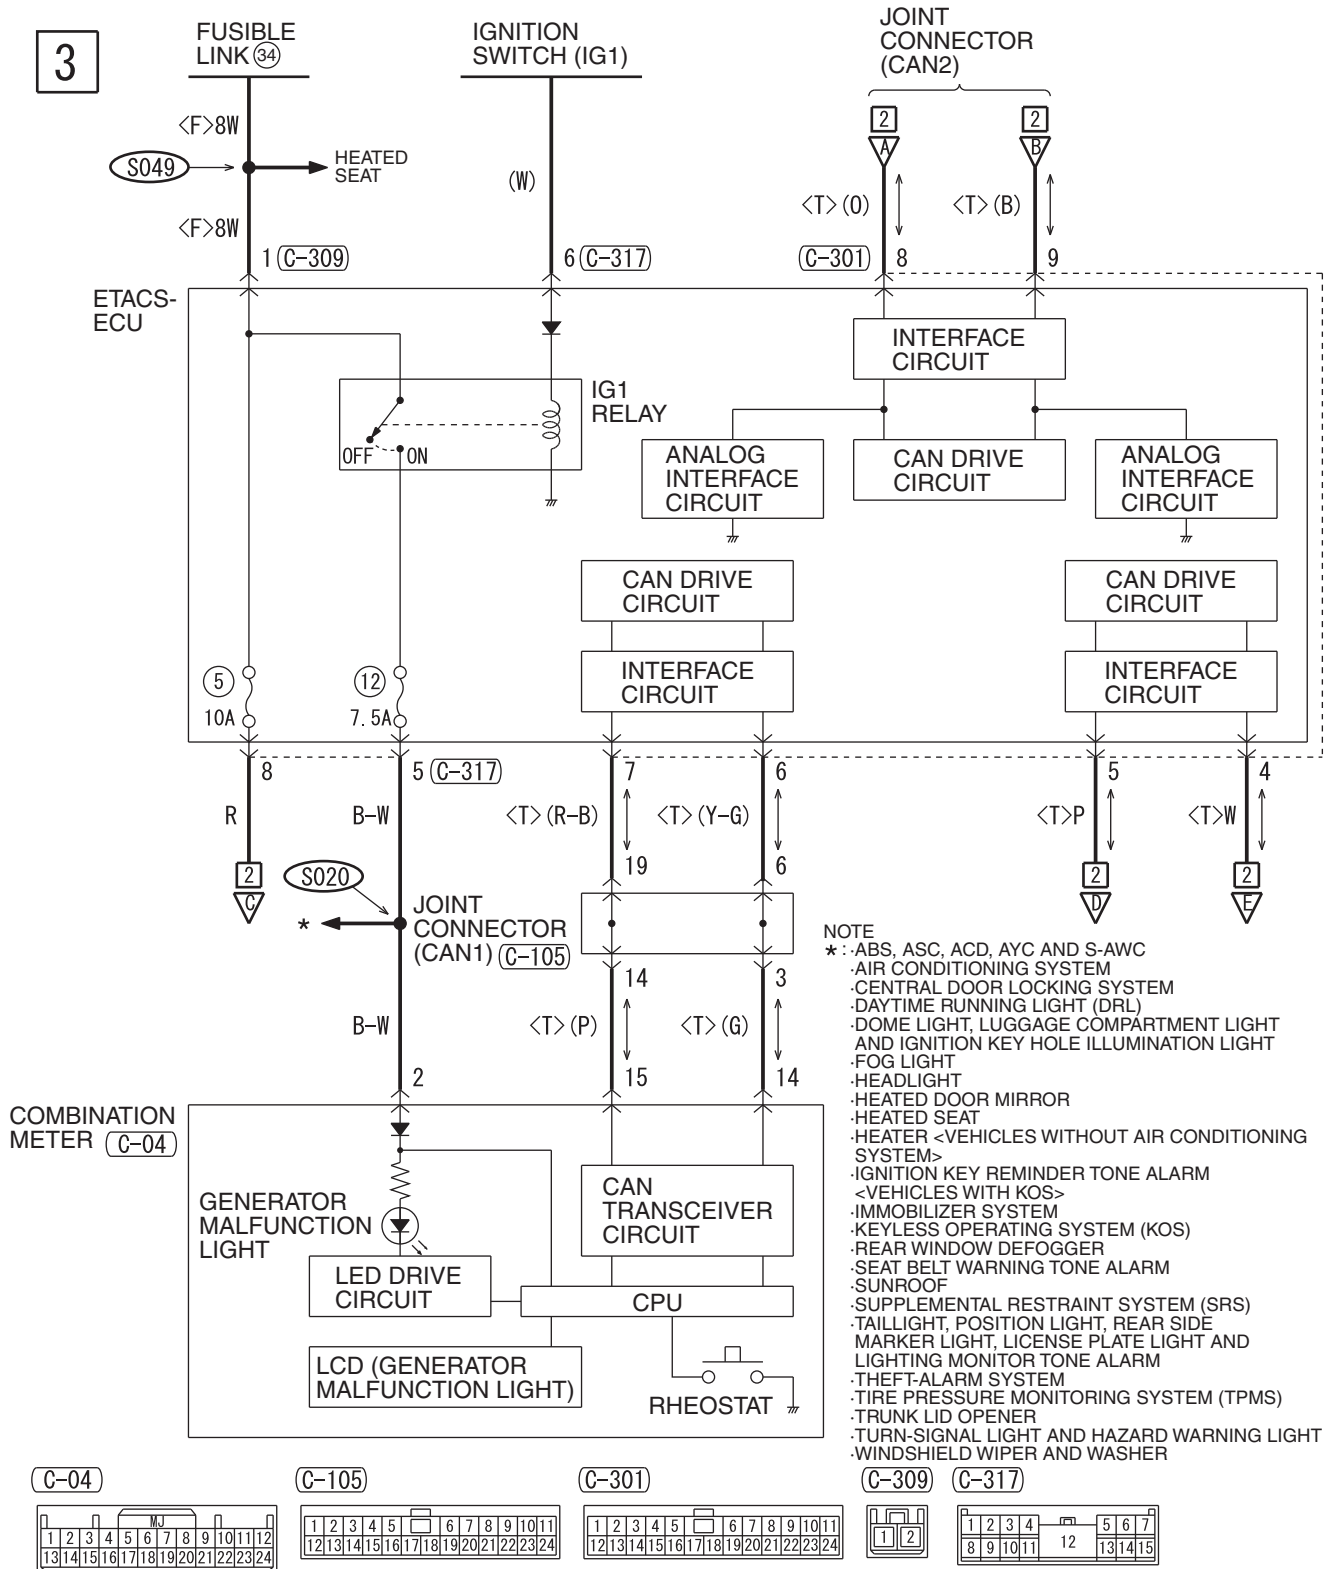 3
FUSIBLE
LINK 34
IGNITION
SWITCH (IG1)
JOINT
CONNECTOR
(CAN2)
<F>8W
S049
HEATED
SEAT
(W)
2
A
2
B
<T>(O)
<T>(B)
<F>8W
1 (C-309)
6 (C-317)
(C-301) 8
9
ETACS-
ECU
INTERFACE
CIRCUIT
IG1
RELAY
OFF
ON
ANALOG
INTERFACE
CIRCUIT
CAN DRIVE
CIRCUIT
ANALOG
INTERFACE
CIRCUIT
CAN DRIVE
CIRCUIT
CAN DRIVE
CIRCUIT
INTERFACE
CIRCUIT
INTERFACE
CIRCUIT
5
10A
12
7.5A
8
5 (C-317)
7
6
5
4
R
B-W
<T>(R-B)
<T>(Y-G)
<T>P
<T>W
19
6
2
C
S020
2
D
2
E
*
JOINT
CONNECTOR
(CAN1) (C-105)
14
3
B-W
<T>(P)
<T>(G)
2
15
14
COMBINATION
METER (C-04)
GENERATOR
MALFUNCTION
LIGHT
CAN
TRANSCEIVER
CIRCUIT
LED DRIVE
CIRCUIT
CPU
LCD (GENERATOR
MALFUNCTION LIGHT)
RHEOSTAT
NOTE
*:·ABS, ASC, ACD, AYC AND S-AWC
·AIR CONDITIONING SYSTEM
·CENTRAL DOOR LOCKING SYSTEM
·DAYTIME RUNNING LIGHT (DRL)
·DOME LIGHT, LUGGAGE COMPARTMENT LIGHT
AND IGNITION KEY HOLE ILLUMINATION LIGHT
·FOG LIGHT
·HEADLIGHT
·HEATED DOOR MIRROR
·HEATED SEAT
·HEATER <VEHICLES WITHOUT AIR CONDITIONING
SYSTEM>
·IGNITION KEY REMINDER TONE ALARM
<VEHICLES WITH KOS>
·IMMOBILIZER SYSTEM
·KEYLESS OPERATING SYSTEM (KOS)
·REAR WINDOW DEFOGGER
·SEAT BELT WARNING TONE ALARM
·SUNROOF
·SUPPLEMENTAL RESTRAINT SYSTEM (SRS)
·TAILLIGHT, POSITION LIGHT, REAR SIDE
MARKER LIGHT, LICENSE PLATE LIGHT AND
LIGHTING MONITOR TONE ALARM
·THEFT-ALARM SYSTEM
·TIRE PRESSURE MONITORING SYSTEM (TPMS)
·TRUNK LID OPENER
·TURN-SIGNAL LIGHT AND HAZARD WARNING LIGHT
·WINDSHIELD WIPER AND WASHER
(C-04)
MJ
1 2 3 4 5 6 7 8 9 10 11 12
13 14 15 16 17 18 19 20 21 22 23 24
(C-105)
1 2 3 4 5 6 7 8 9 10 11
12 13 14 15 16 17 18 19 20 21 22 23 24
(C-301)
1 2 3 4 5 6 7 8 9 10 11
12 13 14 15 16 17 18 19 20 21 22 23 24
(C-309)
1 2
(C-317)
1 2 3 4 5 6 7
8 9 10 11 12 13 14 15